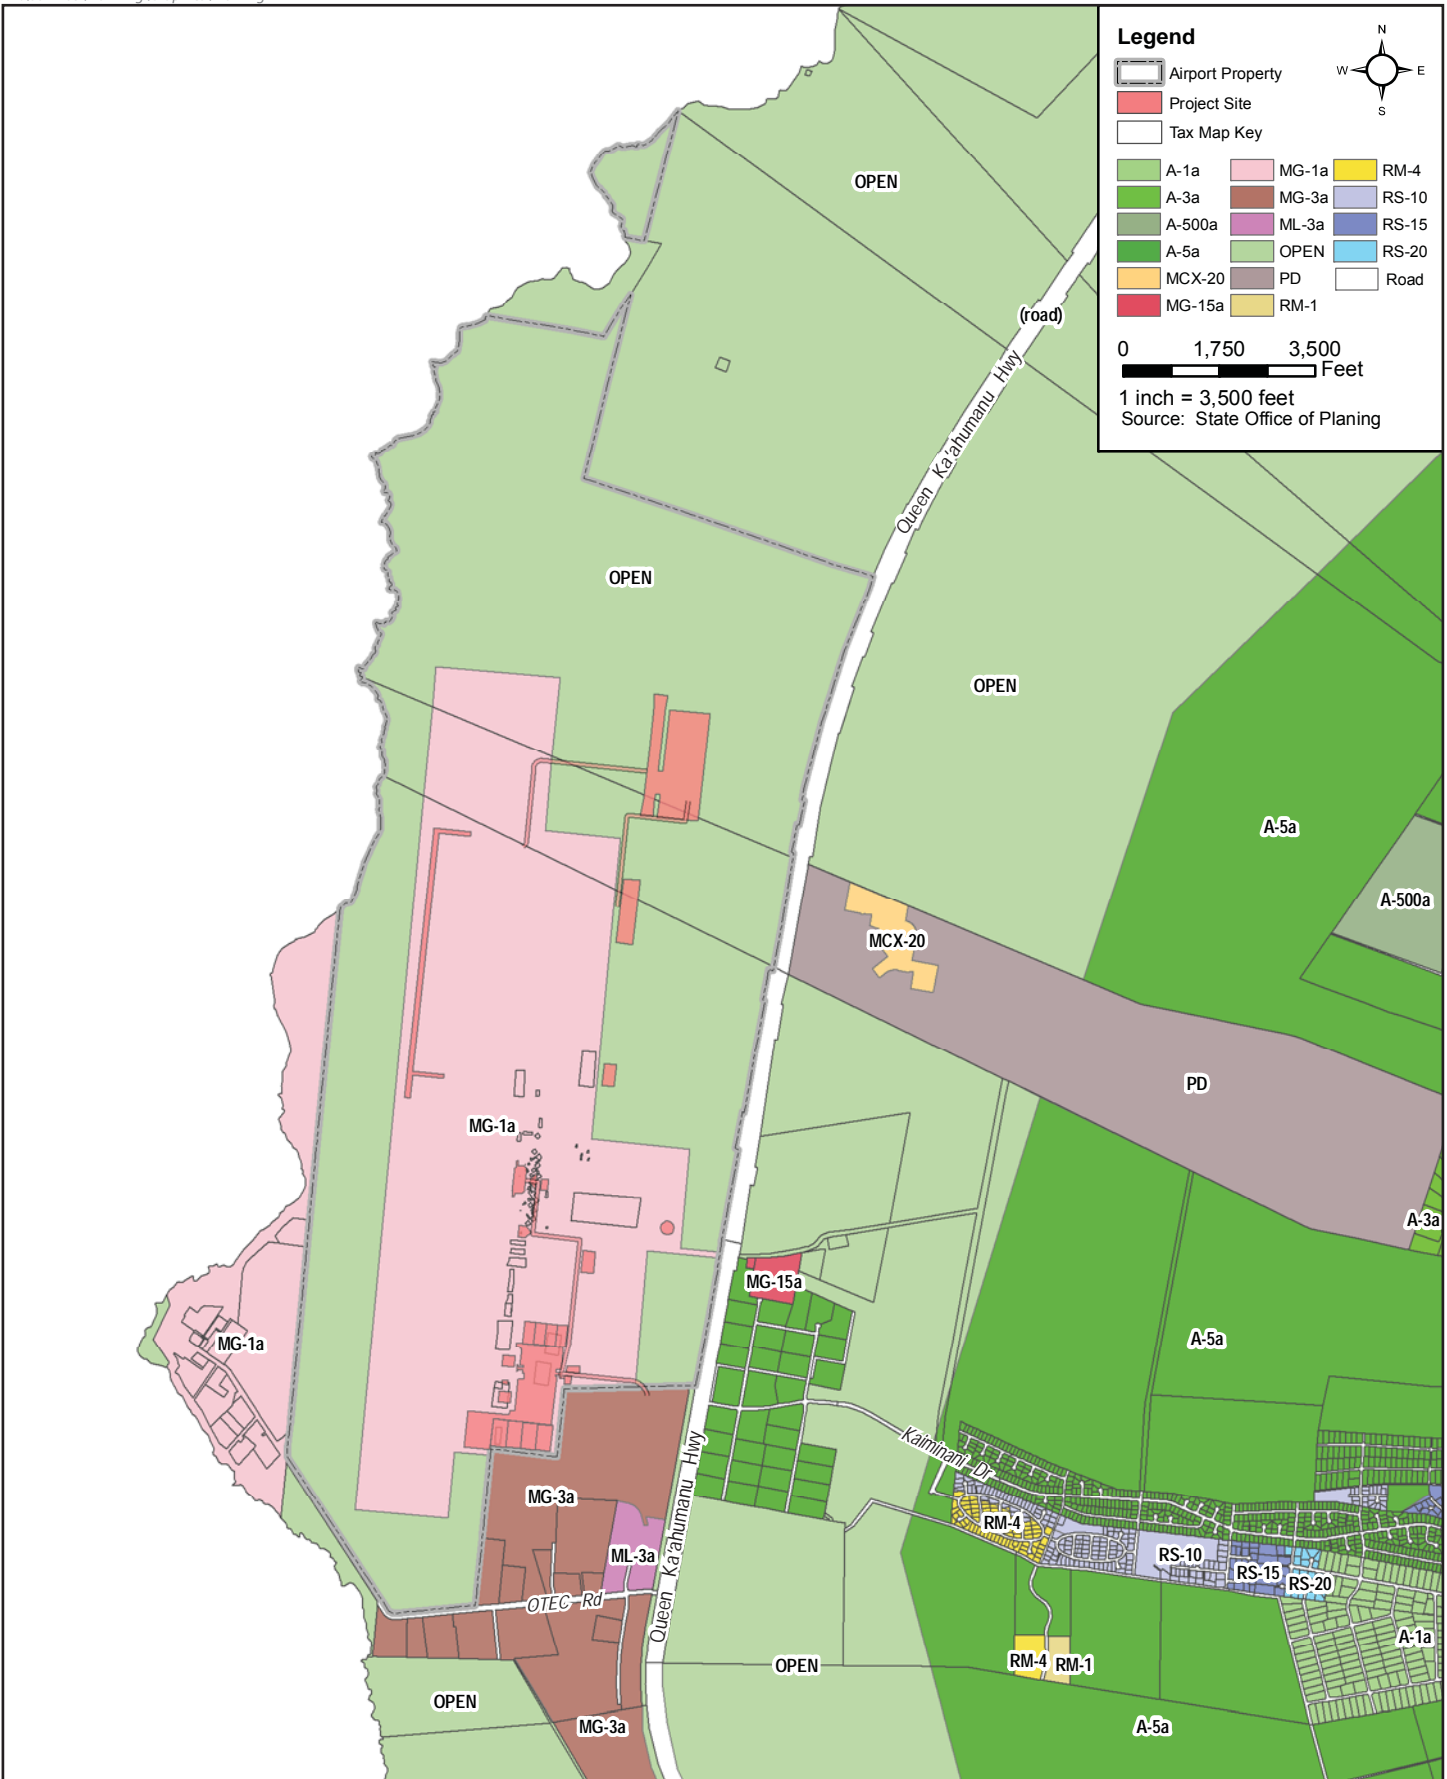 Legend
N
W
E
S
Airport Property
Project Site
Tax Map Key
A-1a
MG-1a
RM-4
A-3a
MG-3a
RS-10
A-500a
ML-3a
RS-15
A-5a
OPEN
RS-20
MCX-20
PD
Road
MG-15a
RM-1
0 1,750 3,500
Feet
1 inch = 3,500 feet
Source: State Office of Planing
OPEN
(road)
Queen Ka'ahumanu Hwy
OPEN
OPEN
A-5a
A-500a
MCX-20
PD
MG-1a
A-3a
MG-15a
MG-1a
A-5a
Kaiminani Dr
Queen Ka'ahumanu Hwy
MG-3a
RM-4
ML-3a
RS-10
RS-15
RS-20
OTEC Rd
A-1a
OPEN
RM-4
RM-1
OPEN
MG-3a
A-5a